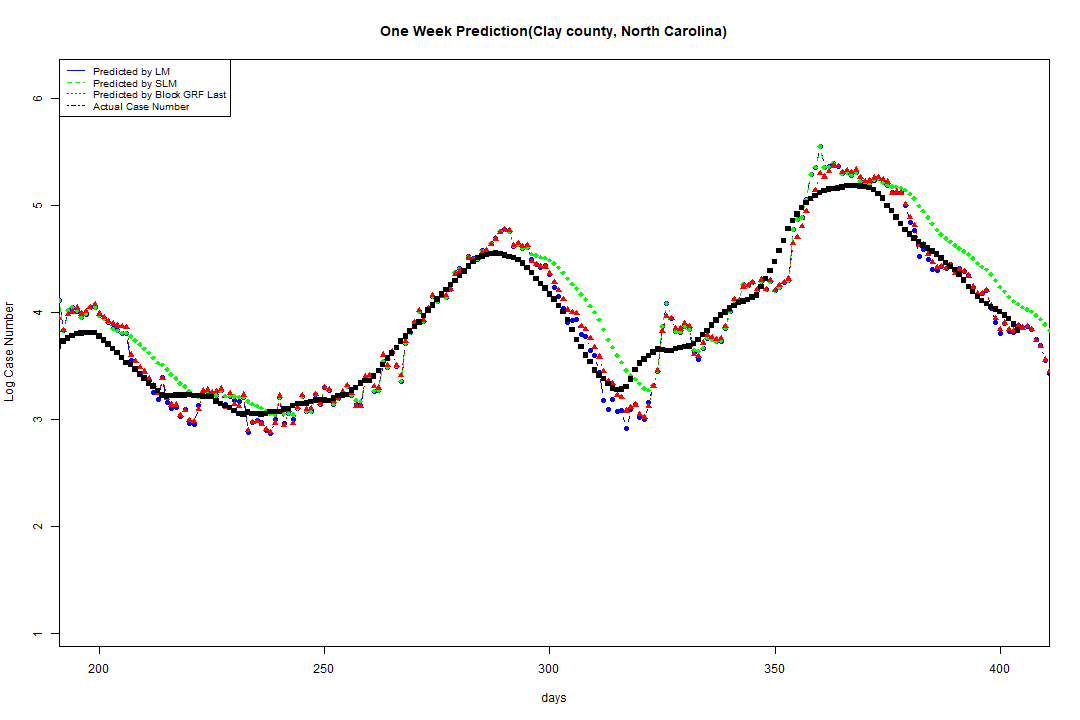 One Week Prediction(Clay county, North Carolina)
Predicted by LM
Predicted by SLM
Predicted by Block GRF Last
Actual Case Number
Log Case Number
6
5
4
3
2
1
200 250 300 350 400
days